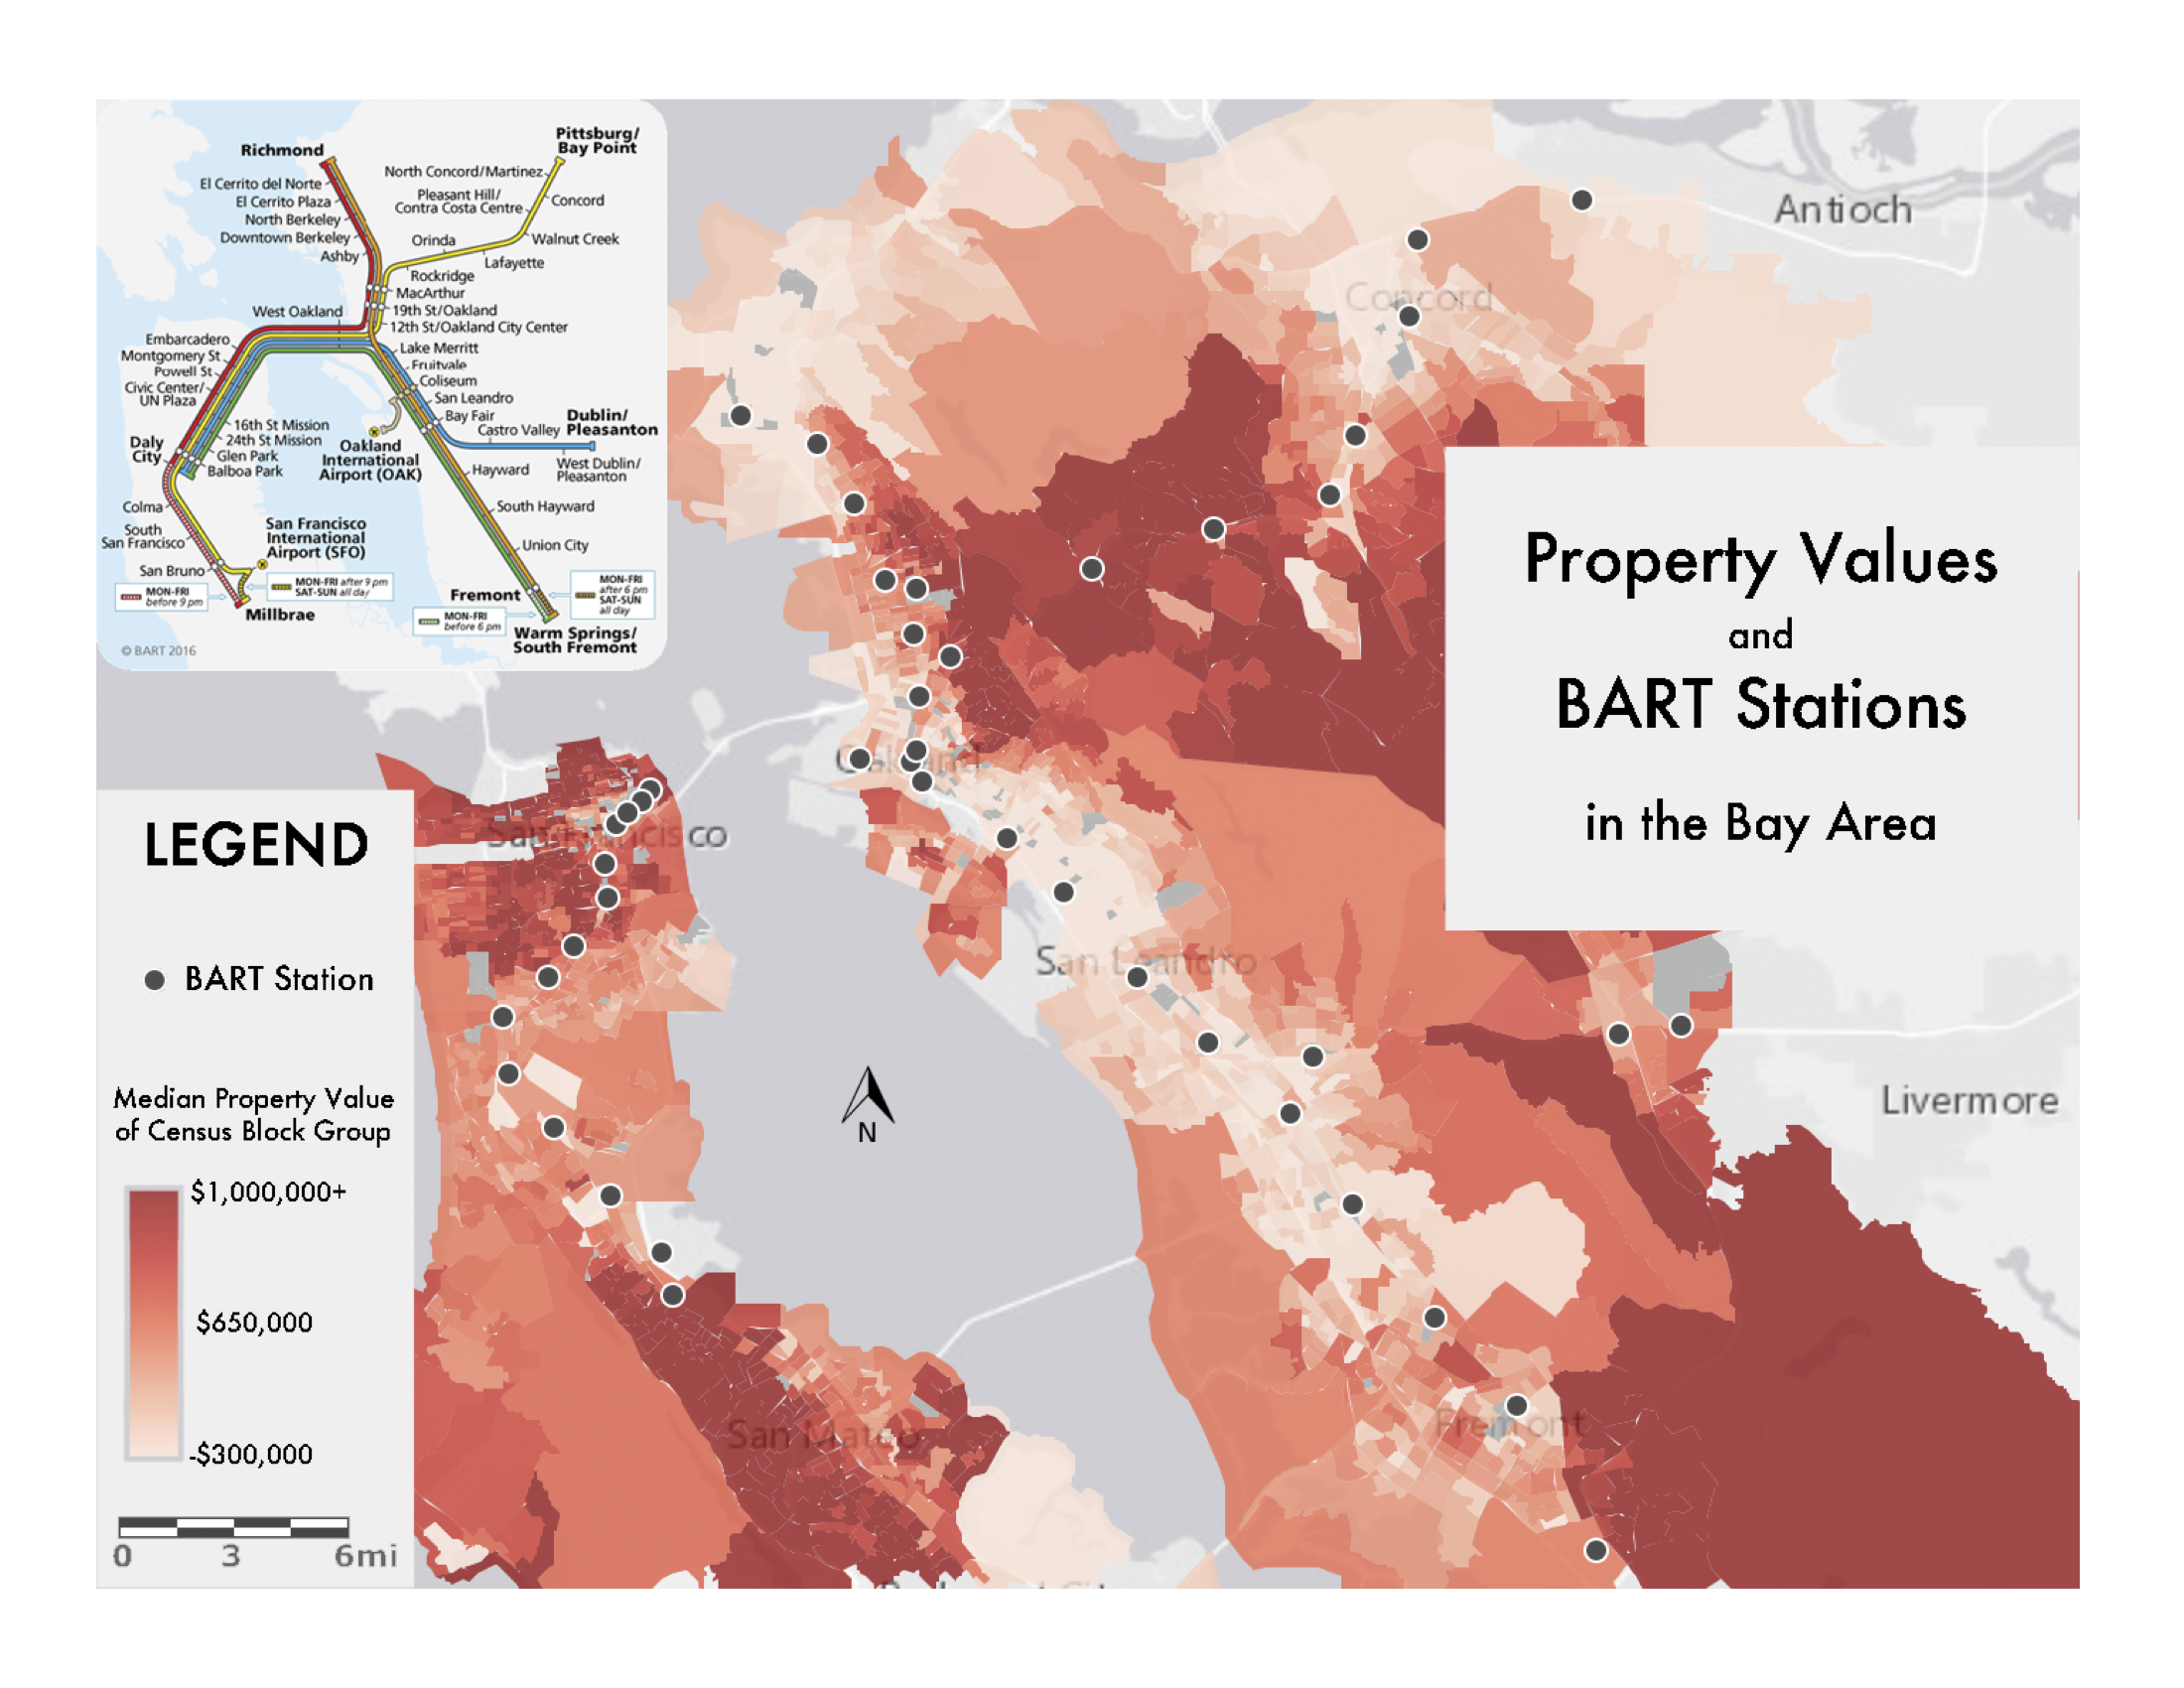 Richmond
El Cerrito del Norte
El Cerrito Plaza
North Berkeley
Downtown Berkeley
Ashby
Pittsburg/
Bay Point
North Concord/Martinez
Pleasant Hill/
Contra Costa Centre
Concord
Orinda
Walnut Creek
Lafayette
Rockridge
MacArthur
19th St/Oakland
12th St/Oakland City Center
West Oakland
Lake Merritt
Fruitvale
Coliseum
San Leandro
Bay Fair
Castro Valley
Dublin/
Pleasanton
West Dublin/
Pleasanton
Embarcadero
Montgomery St
Powell St
Civic Center/
UN Plaza
16th St Mission
24th St Mission
Glen Park
Balboa Park
Daly
City
Oakland
International
Airport (OAK)
Hayward
South Hayward
Union City
Colma
South
San Francisco
San Bruno
San Francisco
International
Airport (SFO)
MON-FRI
before 9 pm
MON-FRI after 9 pm
SAT-SUN all day
Millbrae
Fremont
MON-FRI
before 6 pm
MON-FRI
after 6 pm
SAT-SUN
all day
Warm Springs/
South Fremont
© BART 2016
Antioch
Concord
Property Values
and
BART Stations
in the Bay Area
Oakland
San Francisco
San Leandro
Livermore
San Mateo
Fremont
N
LEGEND
BART Station
Median Property Value
of Census Block Group
$1,000,000+
$650,000
-$300,000
0 3 6mi